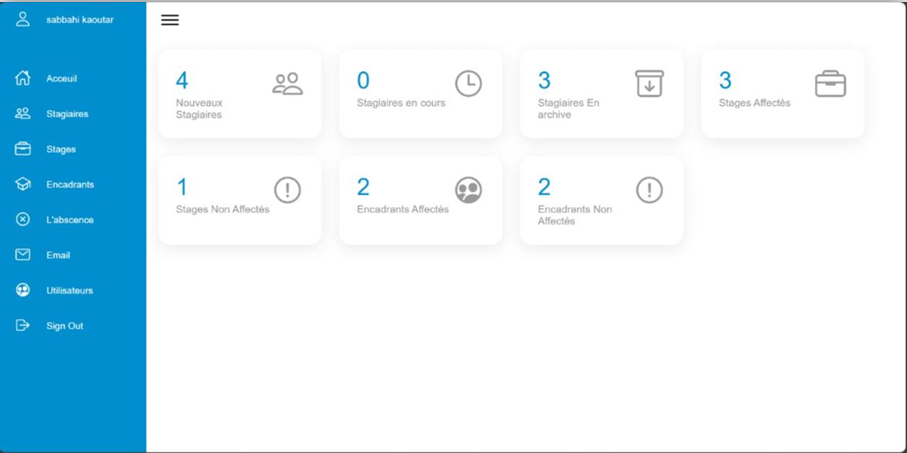 sabbahi kaoutar
Acceuil
Stagiaires
Stages
Encadrants
L'abscence
Email
Utilisateurs
Sign Out
4
Nouveaux
Stagiaires
0
Stagiaires en cours
3
Stagiaires En
archive
3
Stages Affectés
1
Stages Non Affectés
2
Encadrants Affectés
2
Encadrants Non
Affectés